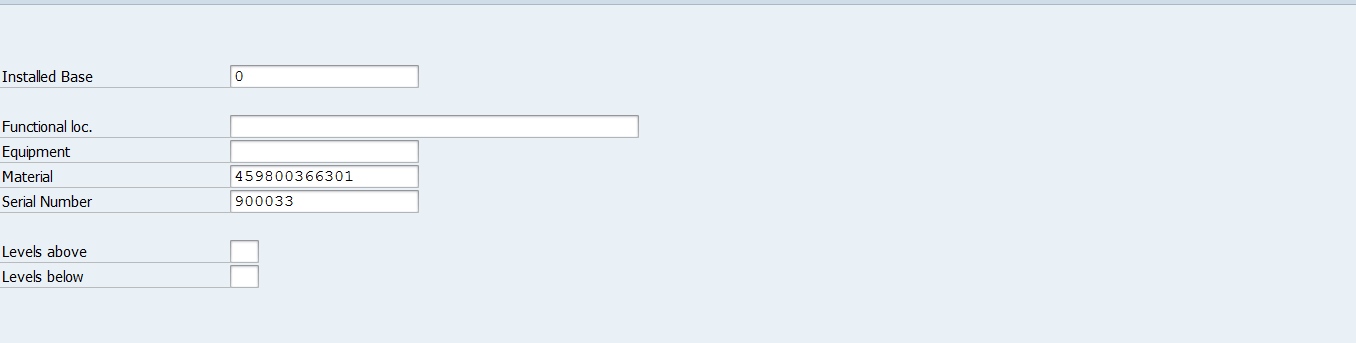 Installed Base 0
Functional loc.
Equipment
Material 459800366301
Serial Number 900033
Levels above
Levels below